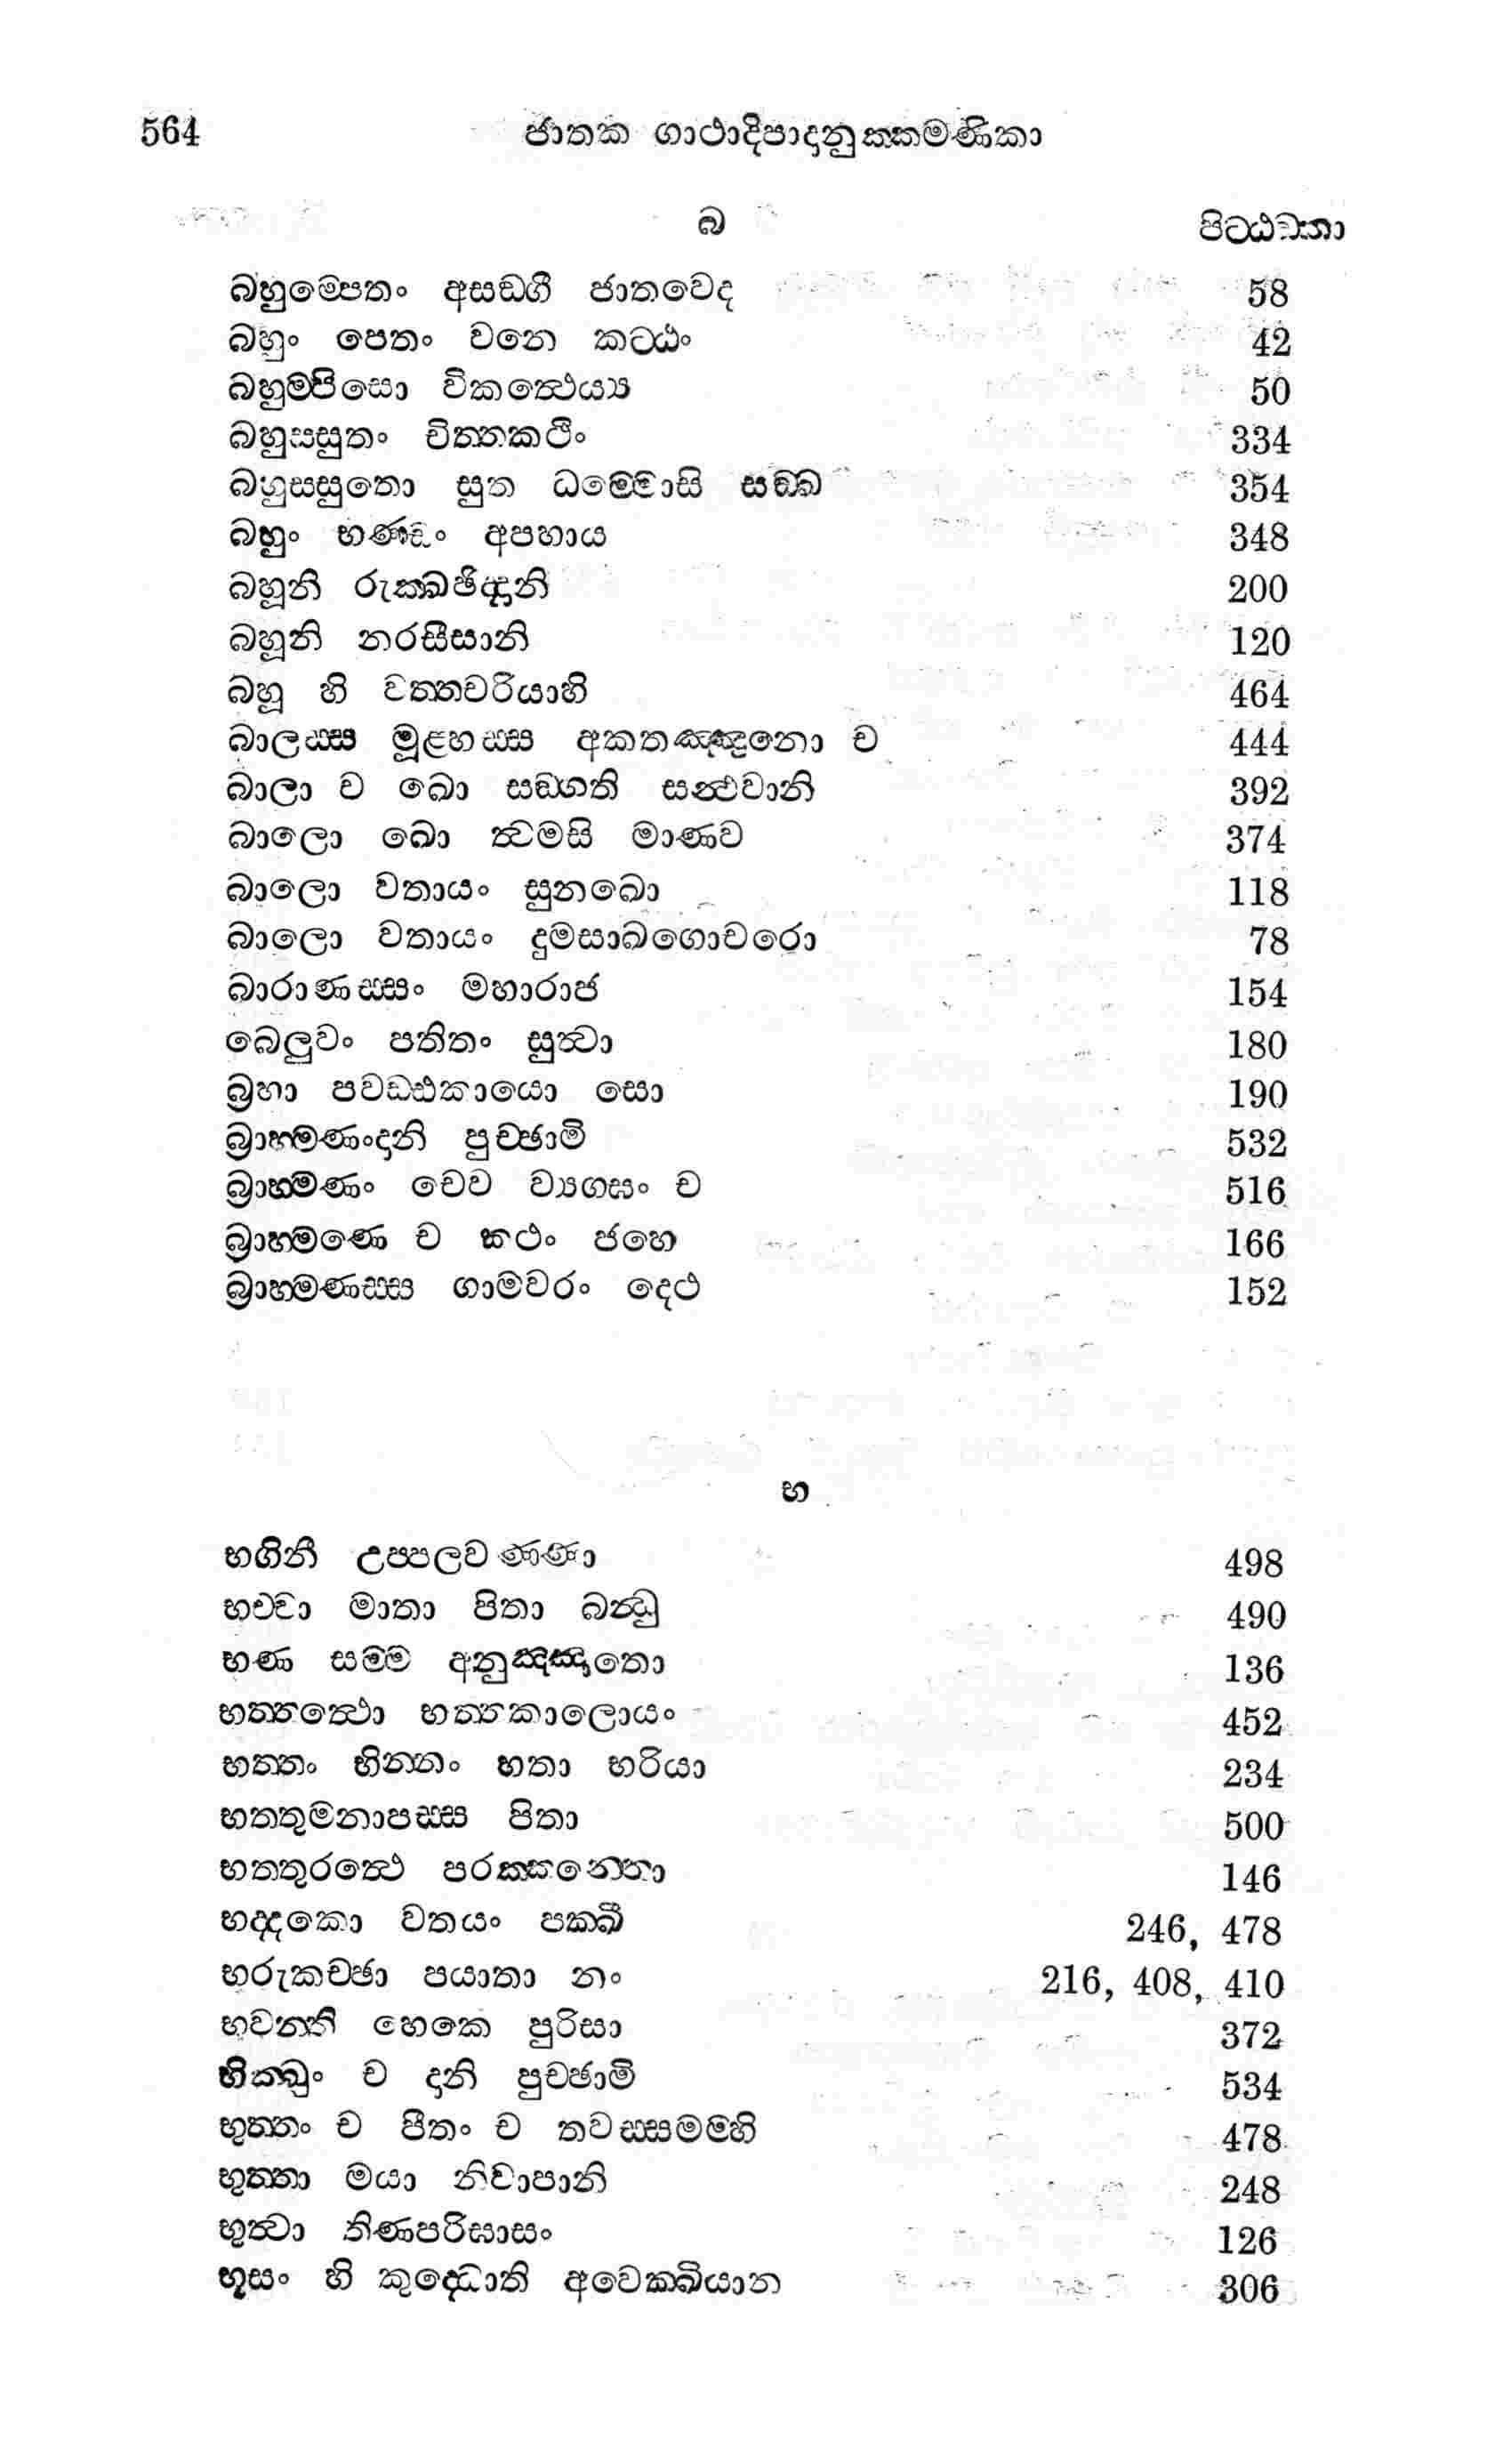 564 ජාතක ගාථාදිපාදානුක්කමණිකා
බ පිට්ඨඞ්කා
බහුම්පෙතං අසබ්භි ජාතවෙද 58
බහුං පෙතං වනෙ කට්ඨං 42
බහුම්පිසො විකත්ථෙය්‍ය 50
බහුස්සුතං චිත්තකථිං 334
බහුස්සුතො සුත ධම්මොසි සඞ්ඛ 354
බහුං භණ්ඩං අපහාය 348
බහූනි රුක්ඛඡිද්දානි 200
බහූනි නරසීසානි 120
බහූ හි වත්තචරියාහි 464
බාලස්ස මූළහස්ස අකතඤ්ඤුනො ච 444
බාලා ව ඛො සඞ්ගති සන්ථවානි 392
බාලො ඛො ත්වමසි මාණව 374
බාලො වතායං සුනඛො 118
බාලො වතායං දුමසාඛගොචරො 78
බාරාණස්සං මහාරාජ 154
බෙලුවං පතිතං සුත්වා 180
බ්‍රහා පවඩ්ඪකායො සො 190
බ්‍රාහ්මණංදානි පුච්ඡාමි 532
බ්‍රාහ්මණං චෙව ව්‍යග්ඝං ච 516
බ්‍රාහ්මණෙ ච කථං ජහෙ 166
බ්‍රාහ්මණස්ස ගාමවරං දෙථ 152
භ
භගිනී උප්පලවණ්ණා 498
භච්චා මාතා පිතා බන්ධු 490
භණ සම්ම අනුඤ්ඤාතො 136
භත්තත්ථො භත්තකාලොයං 452
භත්තං භින්නං හතා භරියා 234
භත්තුමනාපස්ස පිතා 500
භත්තුරත්ථෙ පරක්කන්තො 146
භද්දකො වතයං පක්ඛී 246, 478
භරුකච්ඡා පයාතා නං 216, 408, 410
භවන්ති හෙකෙ පුරිසා 372
භික්ඛුං ච දානි පුච්ඡාමි 534
භුත්තං ච පීතං ච තවස්සමම්හි 478
භුත්තා මයා නිවාපානි 248
භුත්වා තිණපරිඝාසං 126
භූසං හි කුද්ධොති අවෙක්ඛියාන 306